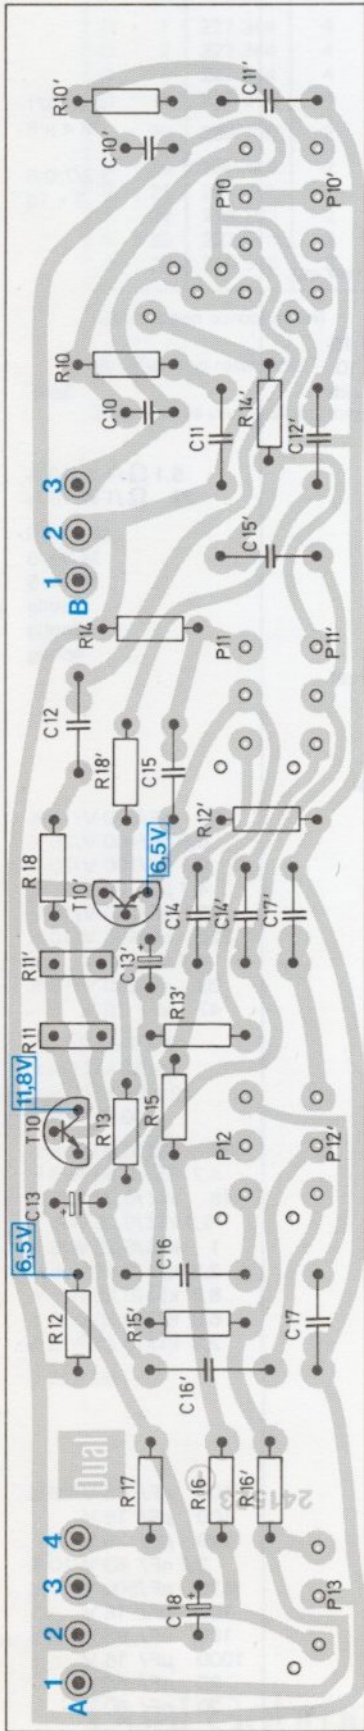 R10'
C11'
C10'
P10
P10'
R10
C10
C11
R14'
C12'
3
2
1
B
C15'
R14
P11
P11'
C12
R18'
C15
R18
R12'
6,5V
T10'
C14
C14'
C17'
C13'
+
R11'
R11
R13'
11,8V
T10
R13
R15
P12
P12'
C13
+
6,5V
C16
R12
R15'
C17
C16'
Dual
R17
R16
R16'
4
3
2
1
A
C18
+
P13